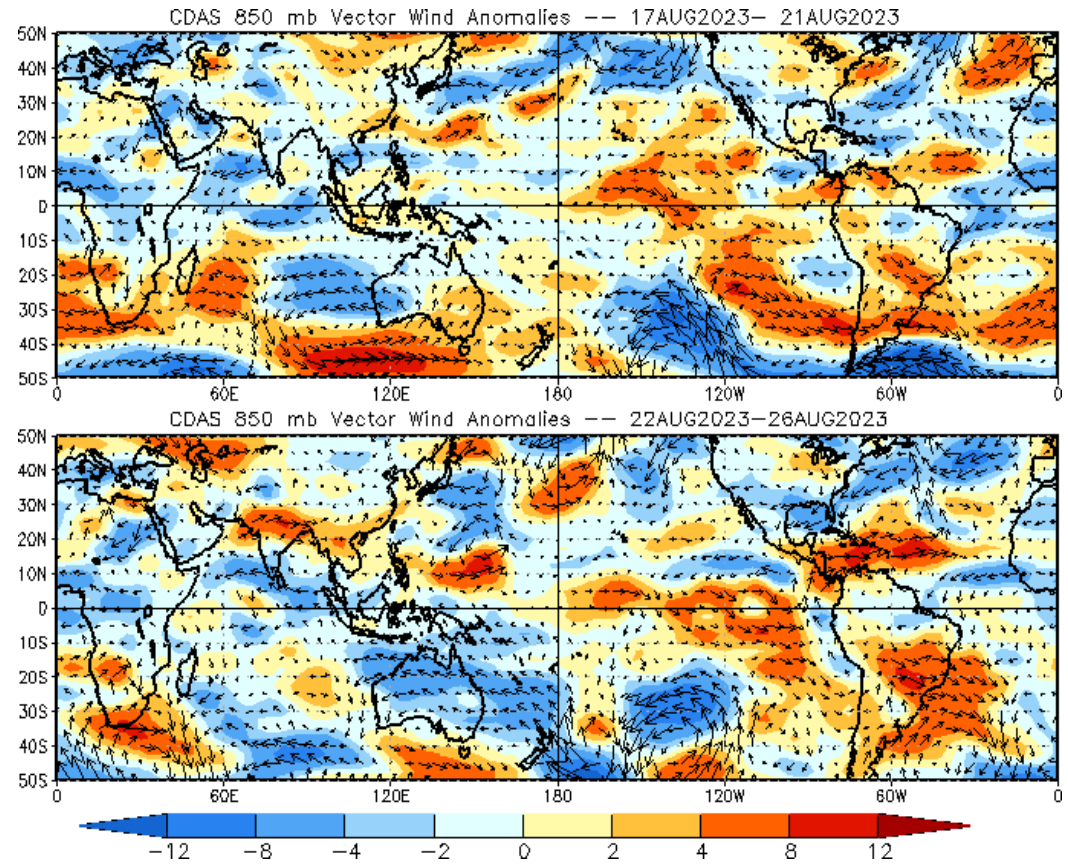 CDAS 850 mb Vector Wind Anomalies -- 17AUG2023- 21AUG2023
50N
40N
30N
20N
10N
0
10S
20S
30S
40S
50S
0 60E 120E 180 120W 60W 0
CDAS 850 mb Vector Wind Anomalies -- 22AUG2023-26AUG2023
50N
40N
30N
20N
10N
0
10S
20S
30S
40S
50S
0 60E 120E 180 120W 60W 0
-12 -8 -4 -2 0 2 4 8 12